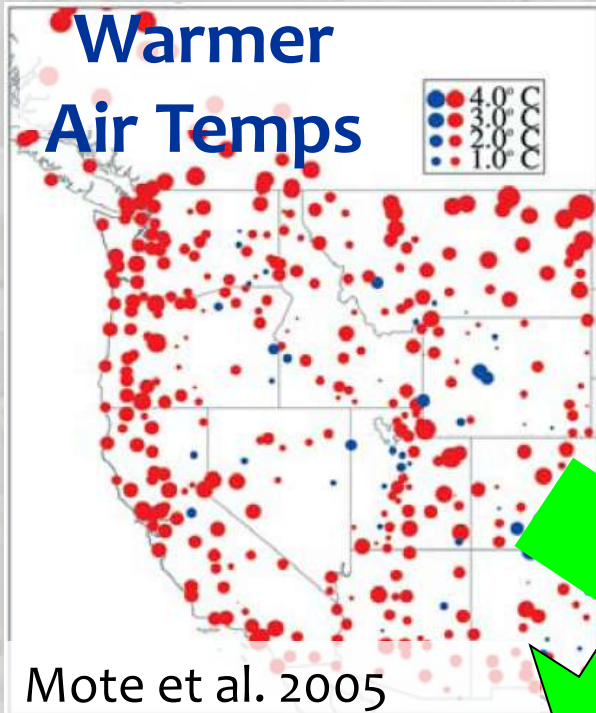 Warmer
Air Temps
4.0° C
3.0° C
2.0° C
1.0° C
Mote et al. 2005